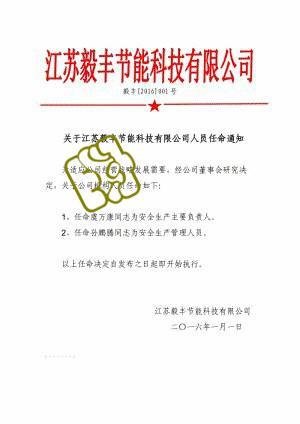 江苏毅丰节能科技有限公司
毅丰[2016]001号
关于江苏毅丰节能科技有限公司人员任命通知
为适应公司经营战略发展需要，经公司董事会研究决
定，关于公司机构人员任命如下：
1、任命虞万康同志为安全生产主要负责人。
2、任命孙鹏腾同志为安全生产管理人员。
以上任命决定自发布之日起即开始执行。
江苏毅丰节能科技有限公司
二〇一六年一月一日